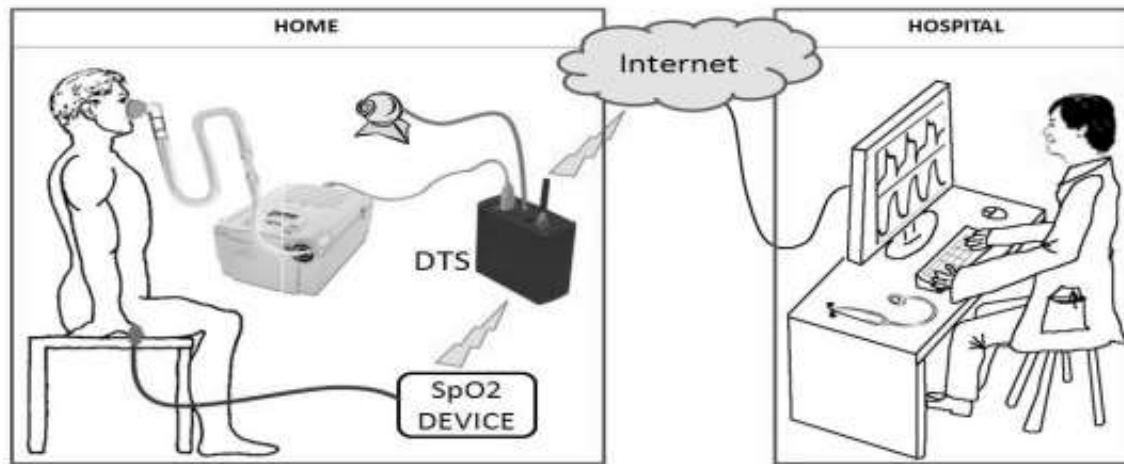 HOME
HOSPITAL
Internet
DTS
SpO2
DEVICE